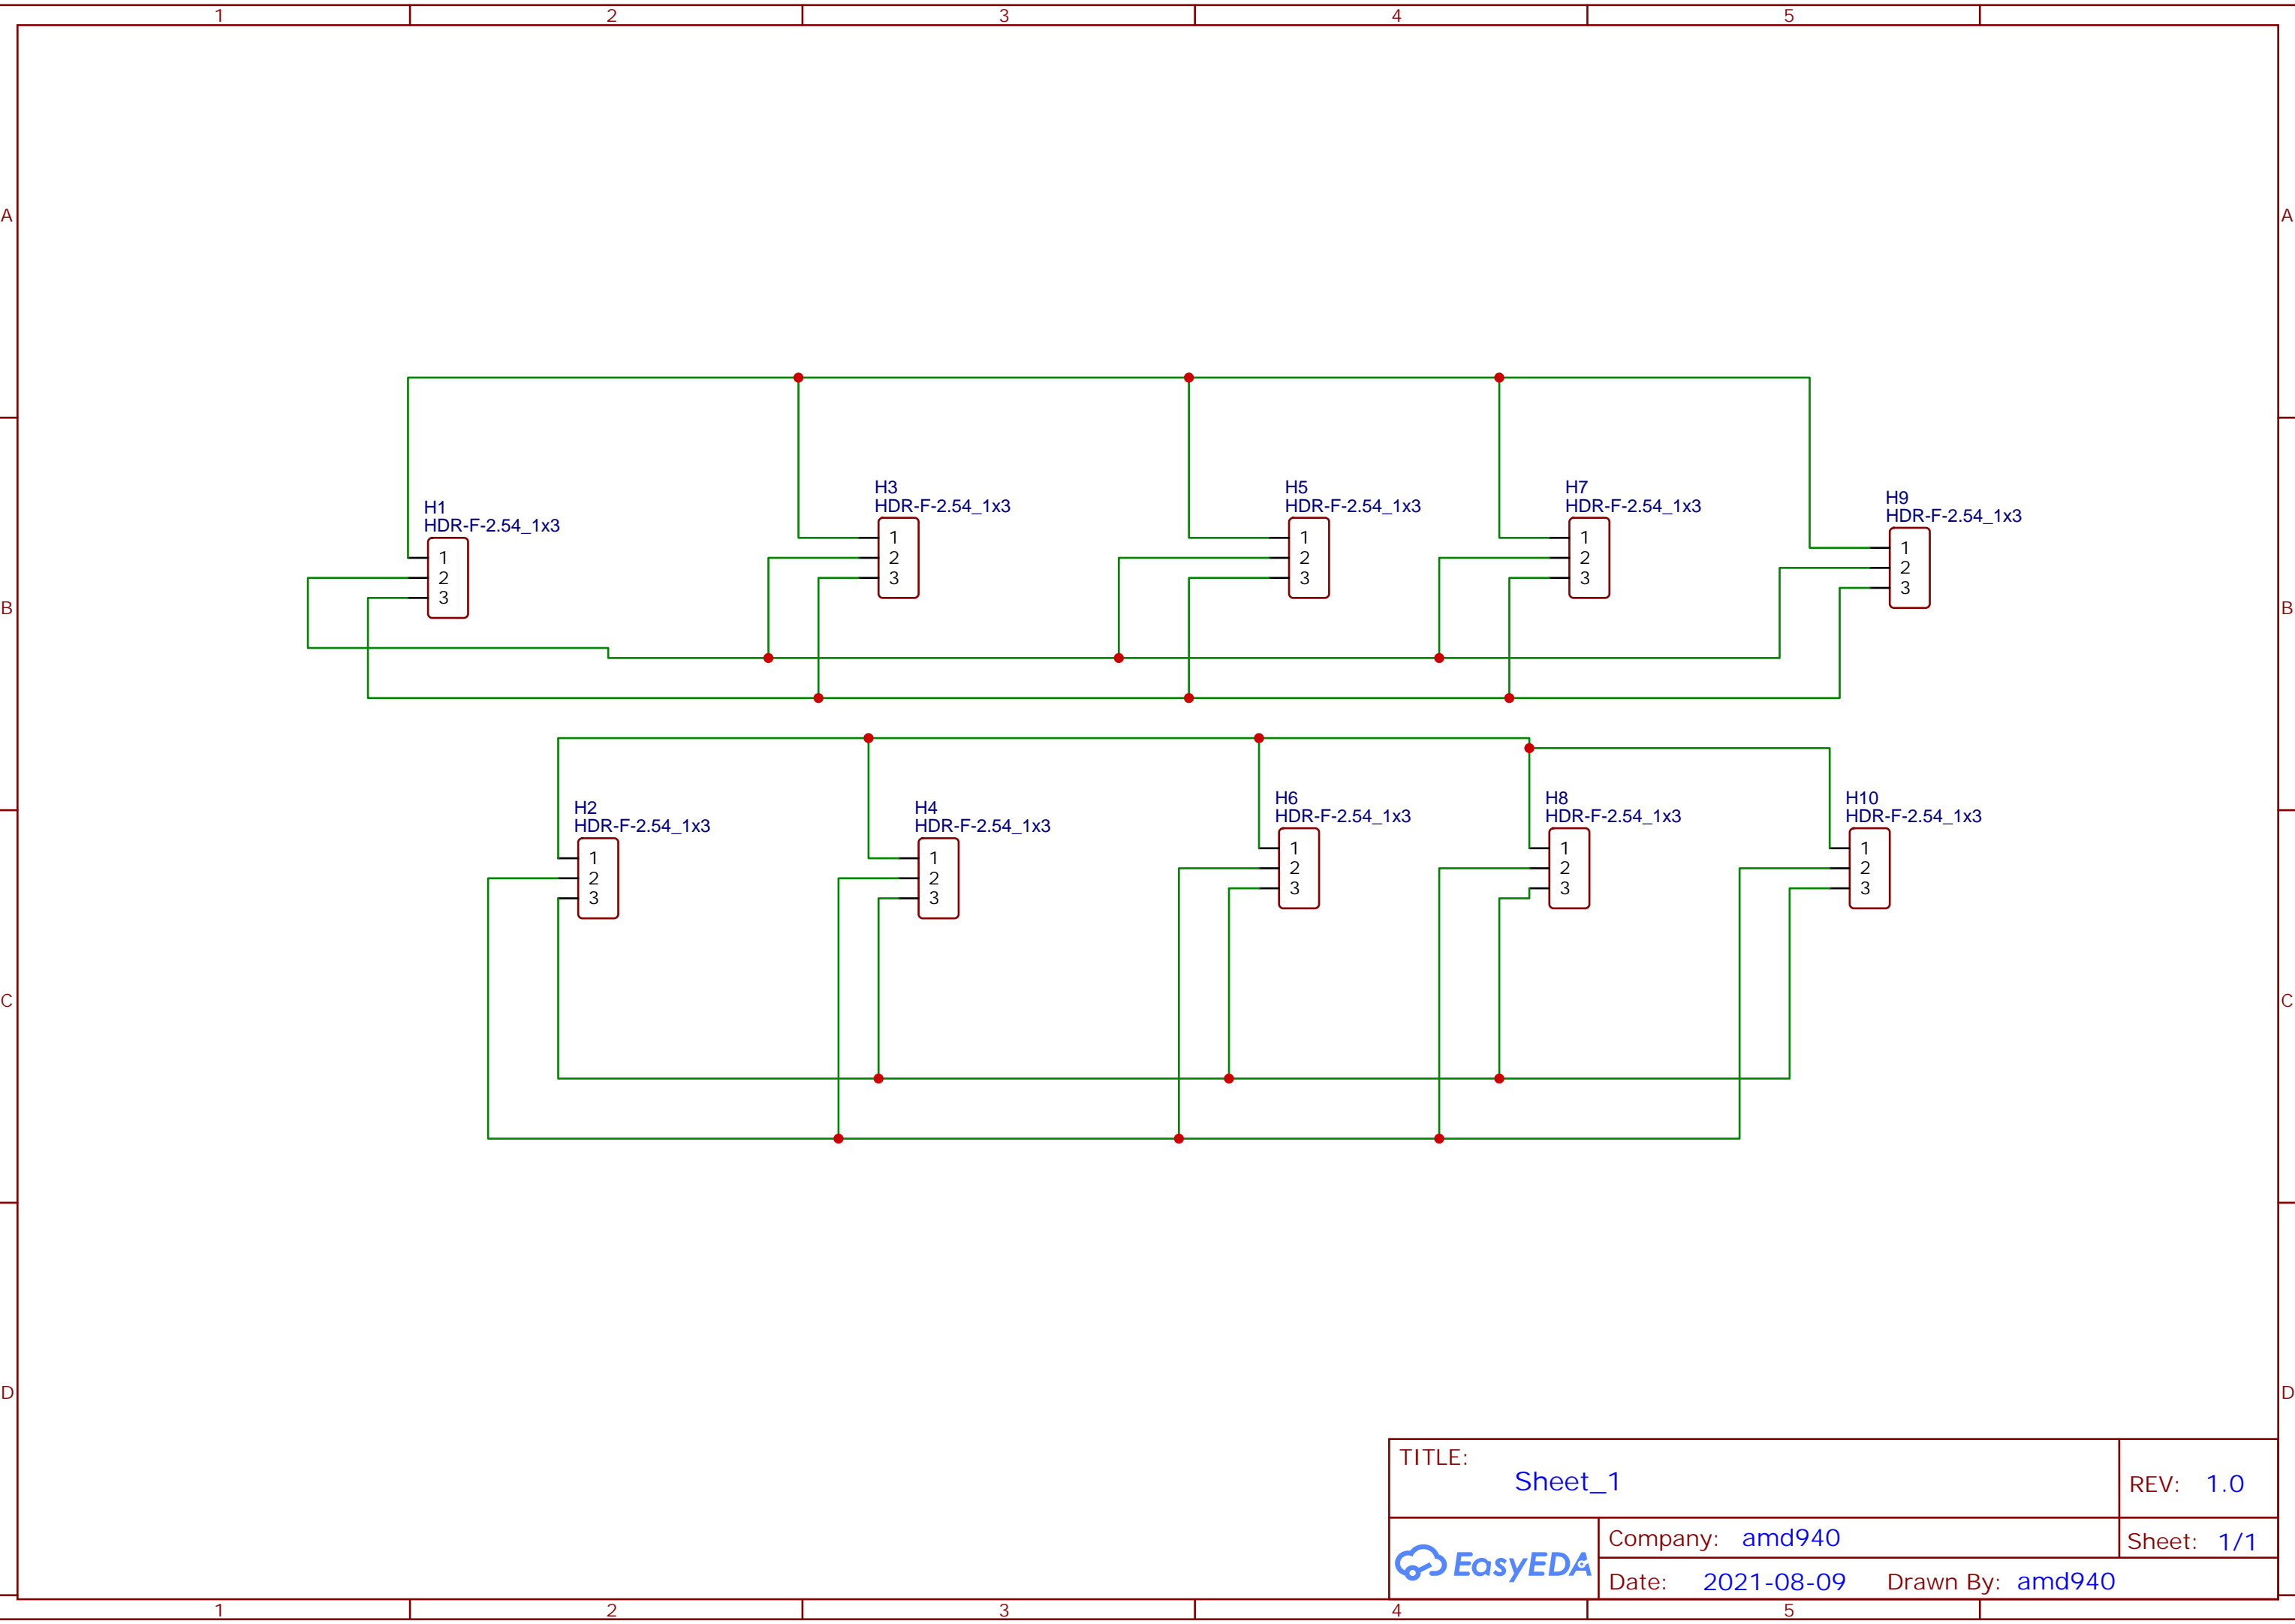 1 2 3 4 5
A A
H3
HDR-F-2.54_1x3
1
2
3
H5
HDR-F-2.54_1x3
1
2
3
H7
HDR-F-2.54_1x3
1
2
3
H9
HDR-F-2.54_1x3
1
2
3
H1
HDR-F-2.54_1x3
1
2
3
B B
H2
HDR-F-2.54_1x3
1
2
3
H4
HDR-F-2.54_1x3
1
2
3
H6
HDR-F-2.54_1x3
1
2
3
H8
HDR-F-2.54_1x3
1
2
3
H10
HDR-F-2.54_1x3
1
2
3
C C
D D
TITLE:
Sheet_1
REV: 1.0
EasyEDA
Company: amd940
Sheet: 1/1
Date: 2021-08-09 Drawn By: amd940
1 2 3 4 5